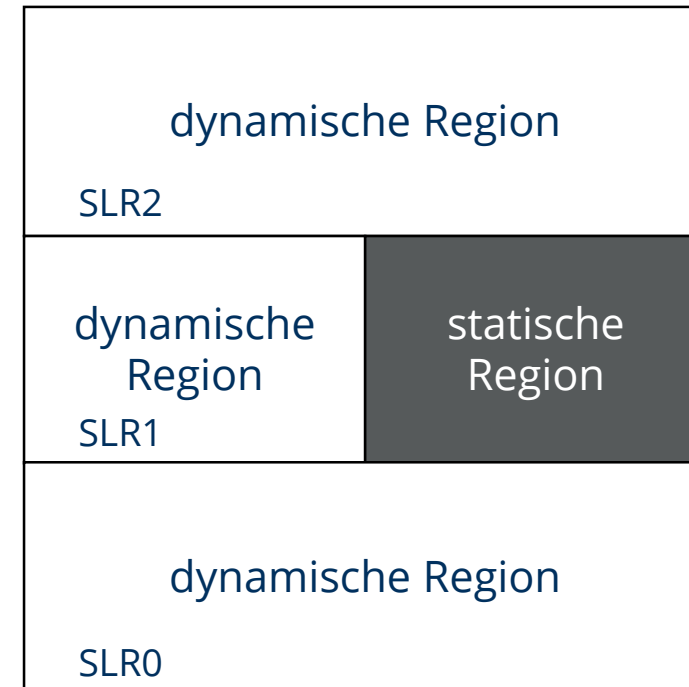 dynamische Region
SLR2
dynamische
Region
SLR1
statische
Region
dynamische Region
SLR0